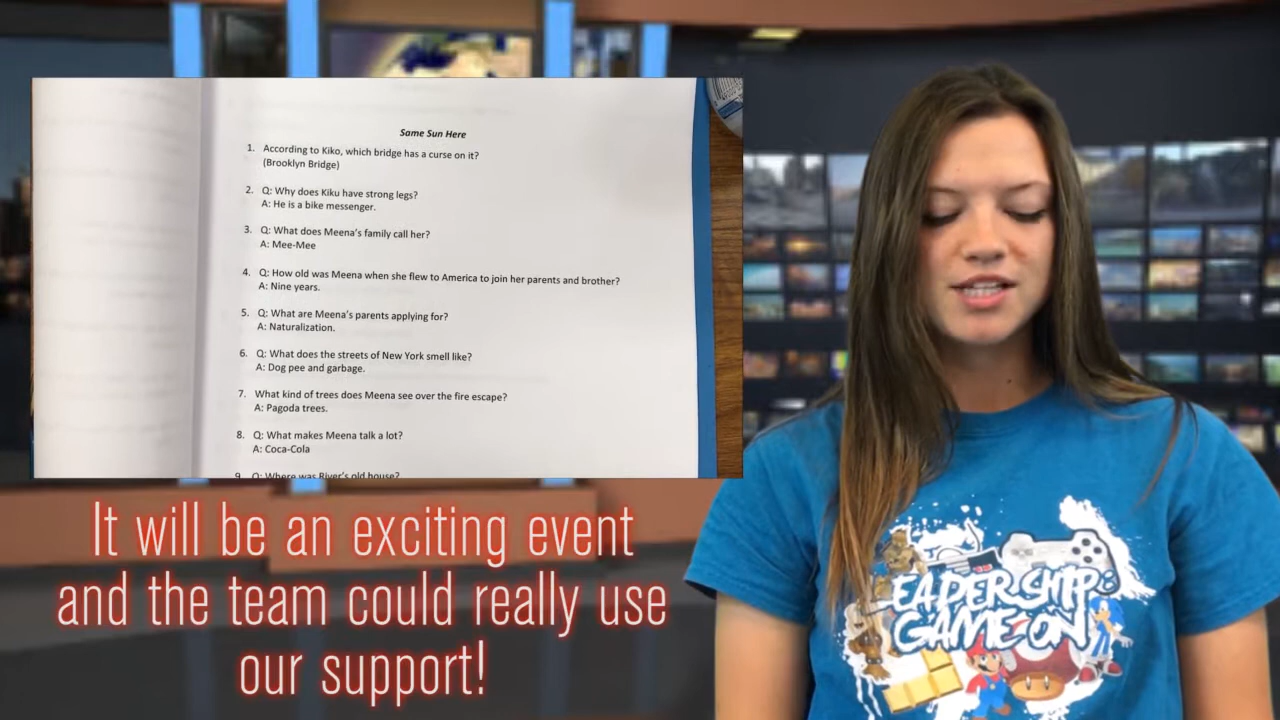 Same Sun Here
1. According to Kiko, which bridge has a curse on it?
(Brooklyn Bridge)
2. Q: Why does Kiku have strong legs?
A: He is a bike messenger.
3. Q: What does Meena's family call her?
A: Mee-Mee
4. Q: How old was Meena when she flew to America to join her parents and brother?
A: Nine years.
5. Q: What are Meena's parents applying for?
A: Naturalization.
6. Q: What does the streets of New York smell like?
A: Dog pee and garbage.
7. What kind of trees does Meena see over the fire escape?
A: Pagoda trees.
8. Q: What makes Meena talk a lot?
A: Coca-Cola
9. Q: Where was River's old house?
It will be an exciting event
and the team could really use
our support!
LEADERSHIP
GAME ON